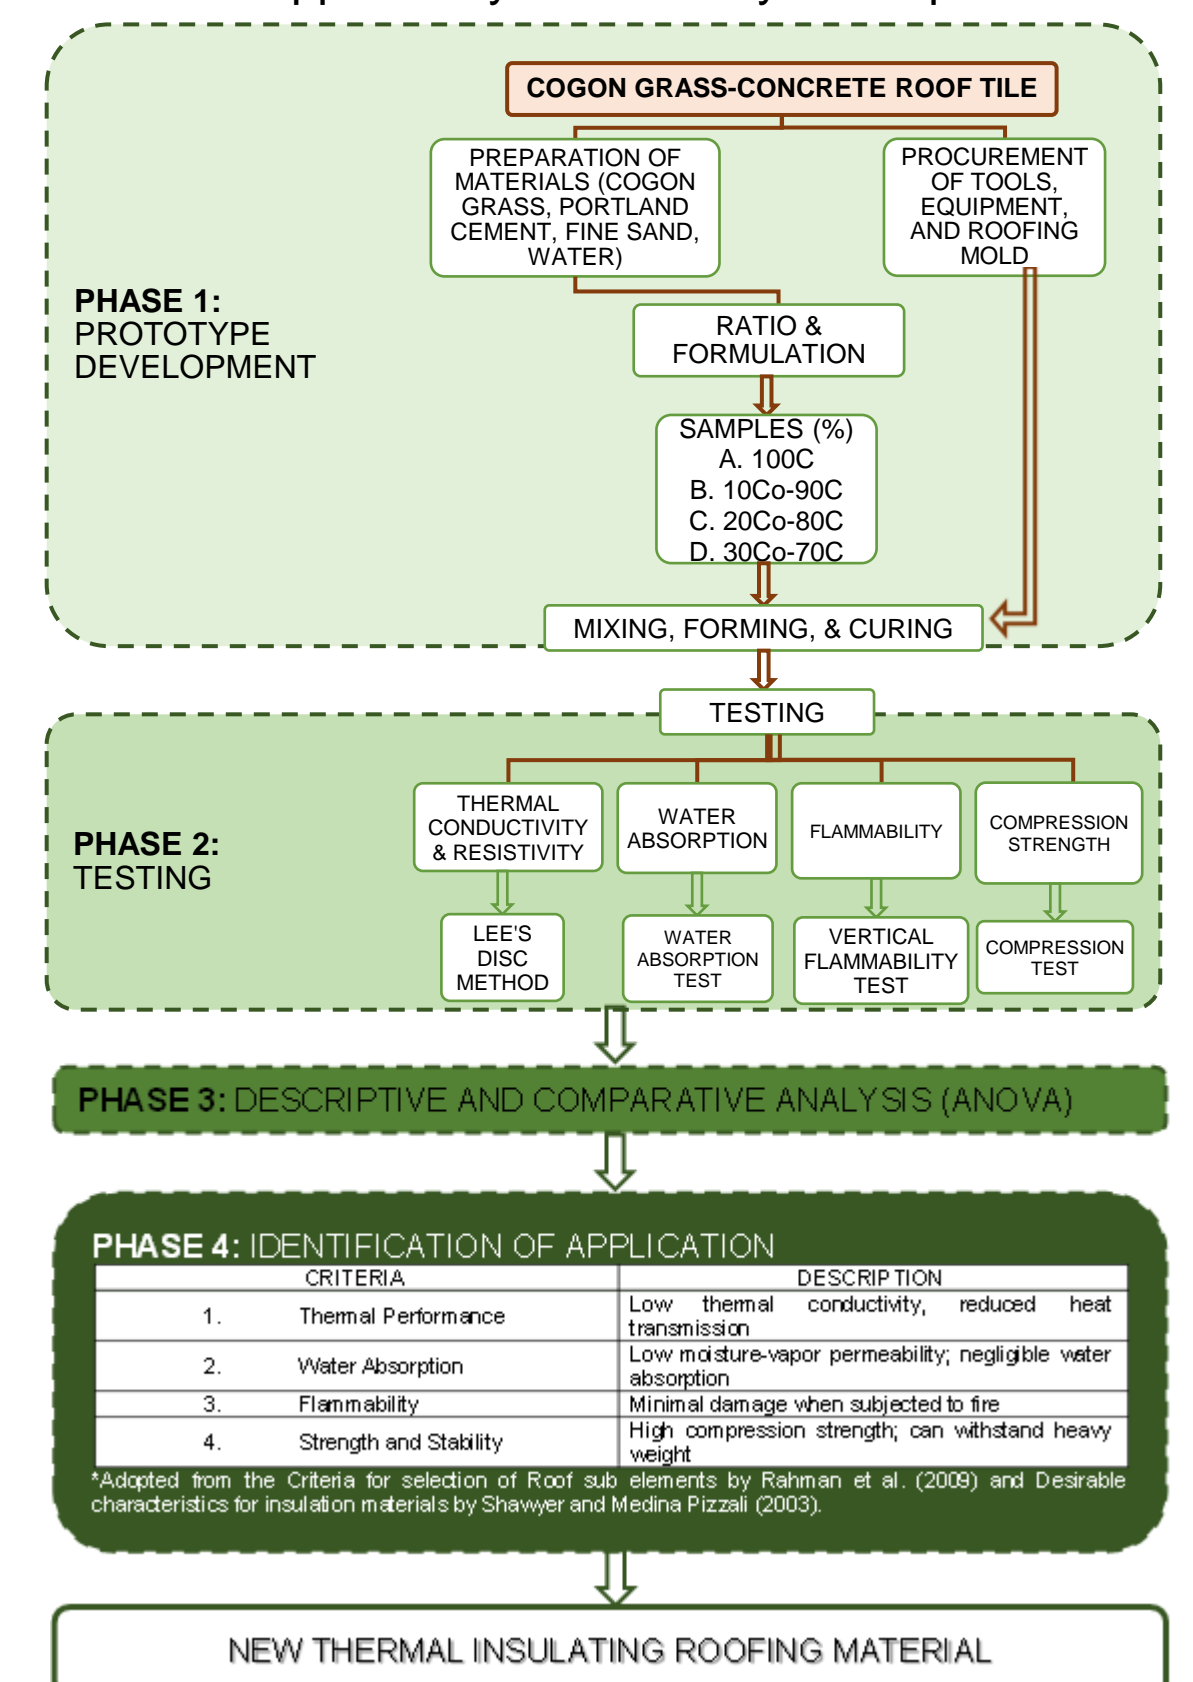 COGON GRASS-CONCRETE ROOF TILE
PREPARATION OF
MATERIALS (COGON
GRASS, PORTLAND
CEMENT, FINE SAND,
WATER)
PROCUREMENT
OF TOOLS,
EQUIPMENT,
AND ROOFING
MOLD
PHASE 1:
PROTOTYPE
DEVELOPMENT
RATIO &
FORMULATION
SAMPLES (%)
A. 100C
B. 10Co-90C
C. 20Co-80C
D. 30Co-70C
MIXING, FORMING, & CURING
TESTING
PHASE 2:
TESTING
THERMAL
CONDUCTIVITY
& RESISTIVITY
WATER
ABSORPTION
FLAMMABILITY
COMPRESSION
STRENGTH
LEE'S
DISC
METHOD
WATER
ABSORPTION
TEST
VERTICAL
FLAMMABILITY
TEST
COMPRESSION
TEST
PHASE 3: DESCRIPTIVE AND COMPARATIVE ANALYSIS (ANOVA)
PHASE 4: IDENTIFICATION OF APPLICATION
CRITERIA DESCRIPTION
1. Thermal Performance Low thermal conductivity, reduced heat
transmission
2. Water Absorption Low moisture-vapor permeability; negligible water
absorption
3. Flammability Minimal damage when subjected to fire
4. Strength and Stability High compression strength; can withstand heavy
weight
*Adopted from the Criteria for selection of Roof sub elements by Rahman et al. (2009) and Desirable
characteristics for insulation materials by Shawyer and Medina Pizzali (2003).
NEW THERMAL INSULATING ROOFING MATERIAL